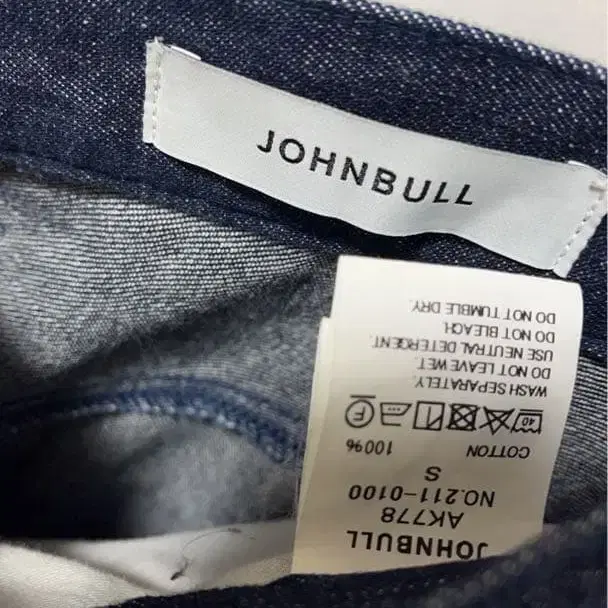 JOHNBULL
JOHNBULL
AK778
NO.211-0100
S
COTTON 100%
40 F
WASH SEPARATELY.
DO NOT LEAVE WET.
USE NEUTRAL DETERGENT.
DO NOT BLEACH.
DO NOT TUMBLE DRY.